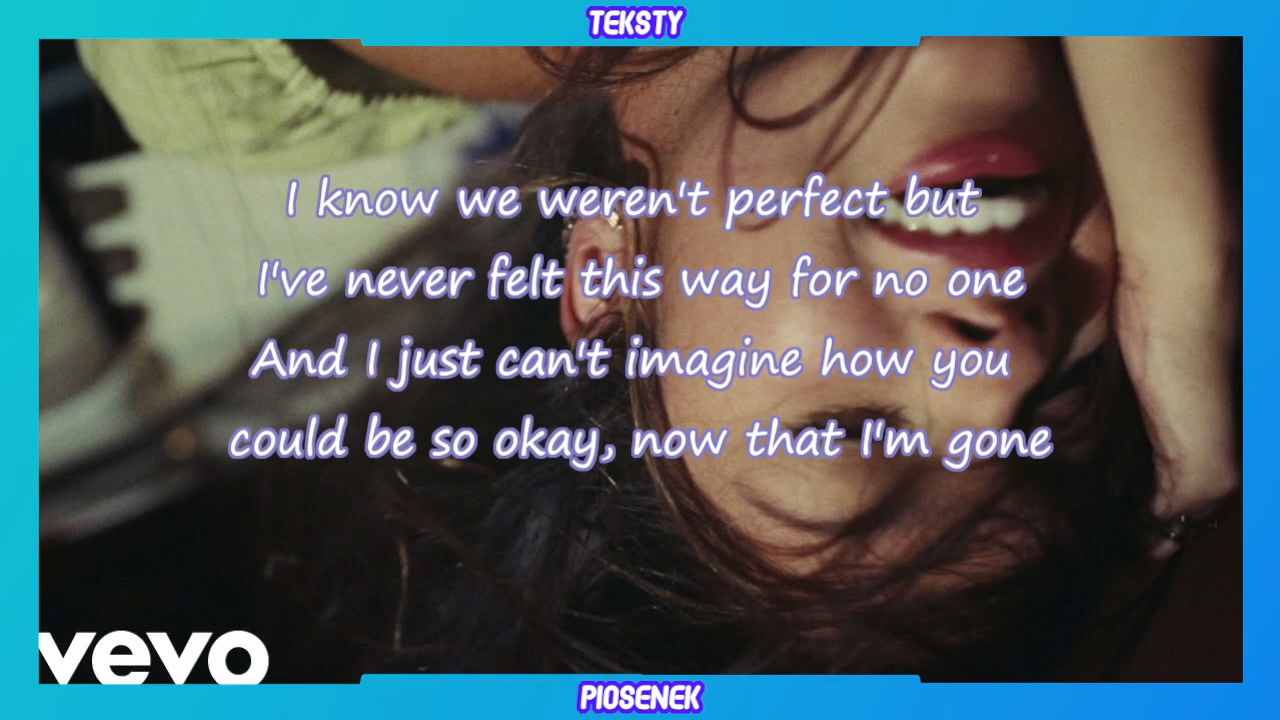 TEKSTY
I know we weren't perfect but
I've never felt this way for no one
And I just can't imagine how you
could be so okay, now that I'm gone
vevo
PIOSENEK